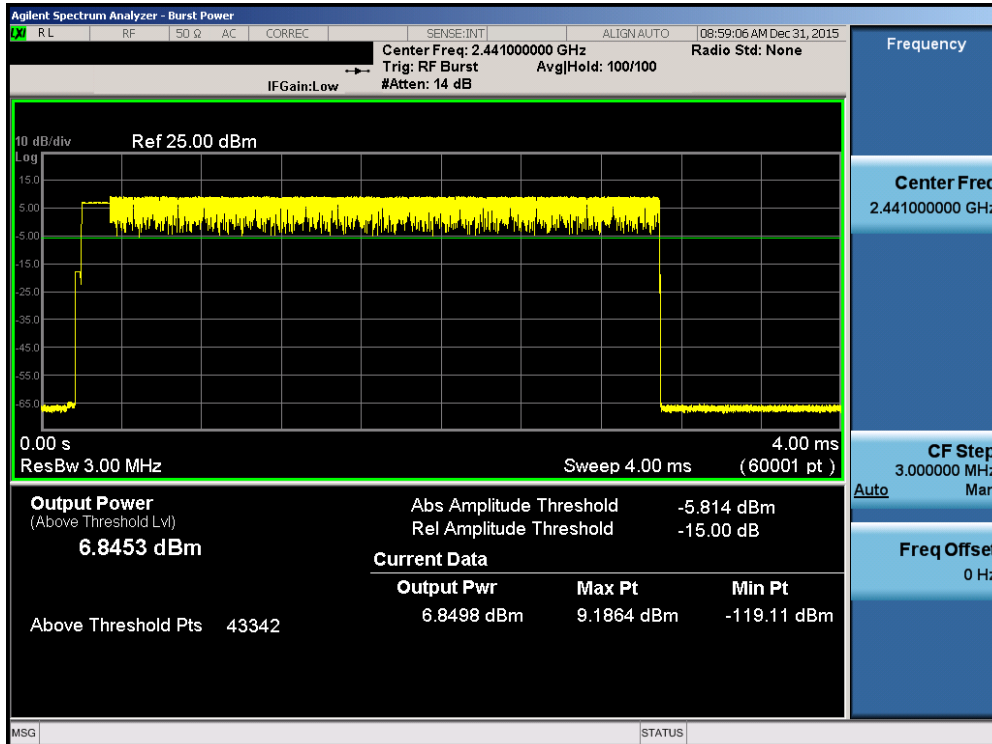 Agilent Spectrum Analyzer - Burst Power
LXI RL RF 50 Ω AC CORREC SENSE:INT ALIGN AUTO 08:59:06 AM Dec 31, 2015
Center Freq: 2.441000000 GHz Radio Std: None
Trig: RF Burst Avg|Hold: 100/100
IFGain:Low #Atten: 14 dB
Frequency
10 dB/div Ref 25.00 dBm
Log
15.0
5.00
-5.00
-15.0
-25.0
-35.0
-45.0
-55.0
-65.0
0.00 s 4.00 ms
ResBw 3.00 MHz Sweep 4.00 ms (60001 pt)
Center Freq
2.441000000 GHz
CF Step
3.000000 MHz
Auto Man
Freq Offset
0 Hz
Output Power
(Above Threshold Lvl)
6.8453 dBm
Above Threshold Pts 43342
Abs Amplitude Threshold -5.814 dBm
Rel Amplitude Threshold -15.00 dB
Current Data
Output Pwr Max Pt Min Pt
6.8498 dBm 9.1864 dBm -119.11 dBm
MSG STATUS